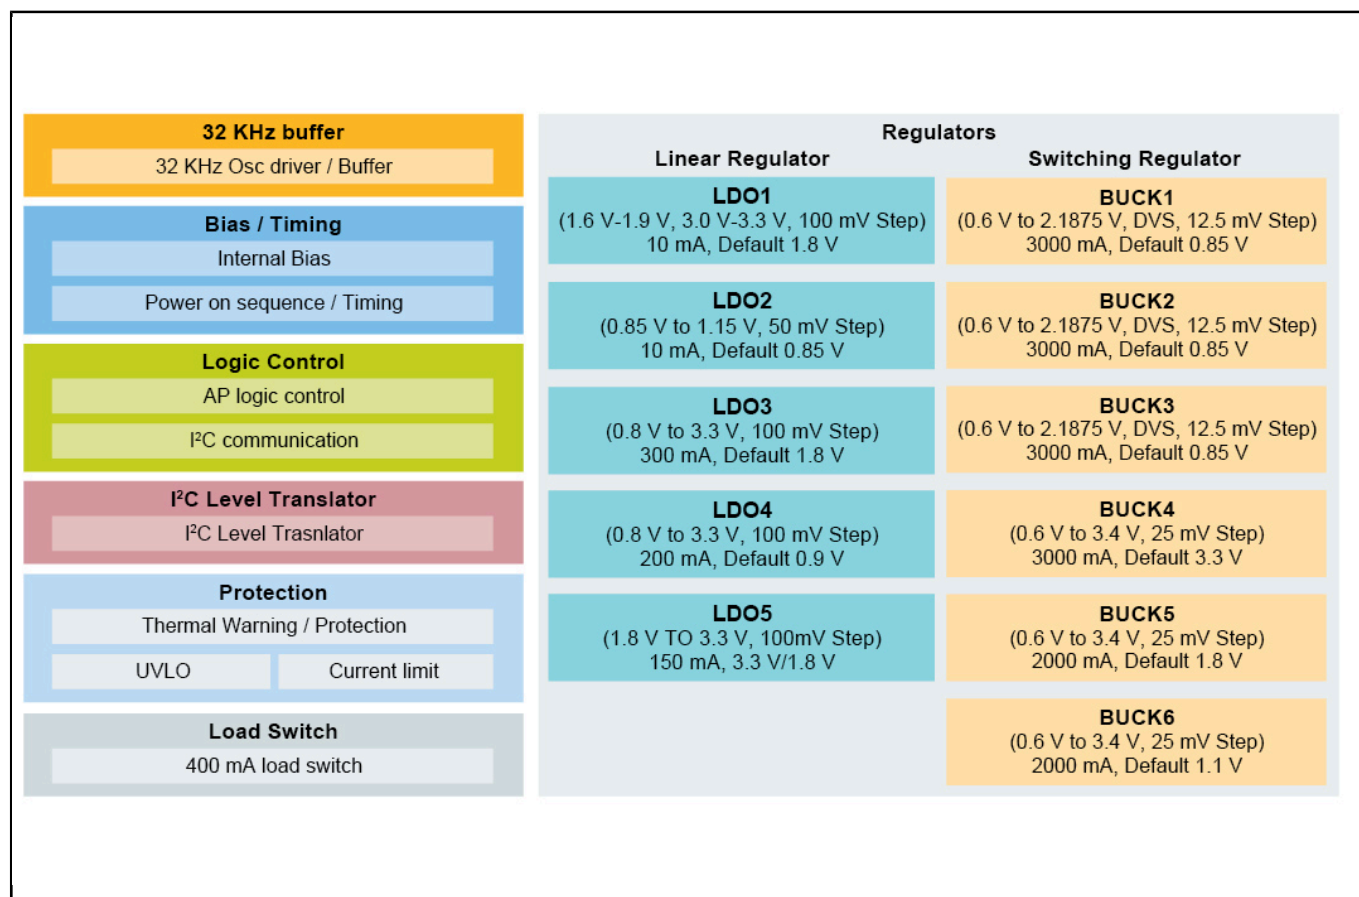 32 KHz buffer
32 KHz Osc driver / Buffer
Bias / Timing
Internal Bias
Power on sequence / Timing
Logic Control
AP logic control
I²C communication
I²C Level Translator
I²C Level Trasnlator
Protection
Thermal Warning / Protection
UVLO
Current limit
Load Switch
400 mA load switch
Regulators
Linear Regulator
LDO1
(1.6 V-1.9 V, 3.0 V-3.3 V, 100 mV Step)
10 mA, Default 1.8 V
LDO2
(0.85 V to 1.15 V, 50 mV Step)
10 mA, Default 0.85 V
LDO3
(0.8 V to 3.3 V, 100 mV Step)
300 mA, Default 1.8 V
LDO4
(0.8 V to 3.3 V, 100 mV Step)
200 mA, Default 0.9 V
LDO5
(1.8 V TO 3.3 V, 100mV Step)
150 mA, 3.3 V/1.8 V
Switching Regulator
BUCK1
(0.6 V to 2.1875 V, DVS, 12.5 mV Step)
3000 mA, Default 0.85 V
BUCK2
(0.6 V to 2.1875 V, DVS, 12.5 mV Step)
3000 mA, Default 0.85 V
BUCK3
(0.6 V to 2.1875 V, DVS, 12.5 mV Step)
3000 mA, Default 0.85 V
BUCK4
(0.6 V to 3.4 V, 25 mV Step)
3000 mA, Default 3.3 V
BUCK5
(0.6 V to 3.4 V, 25 mV Step)
2000 mA, Default 1.8 V
BUCK6
(0.6 V to 3.4 V, 25 mV Step)
2000 mA, Default 1.1 V